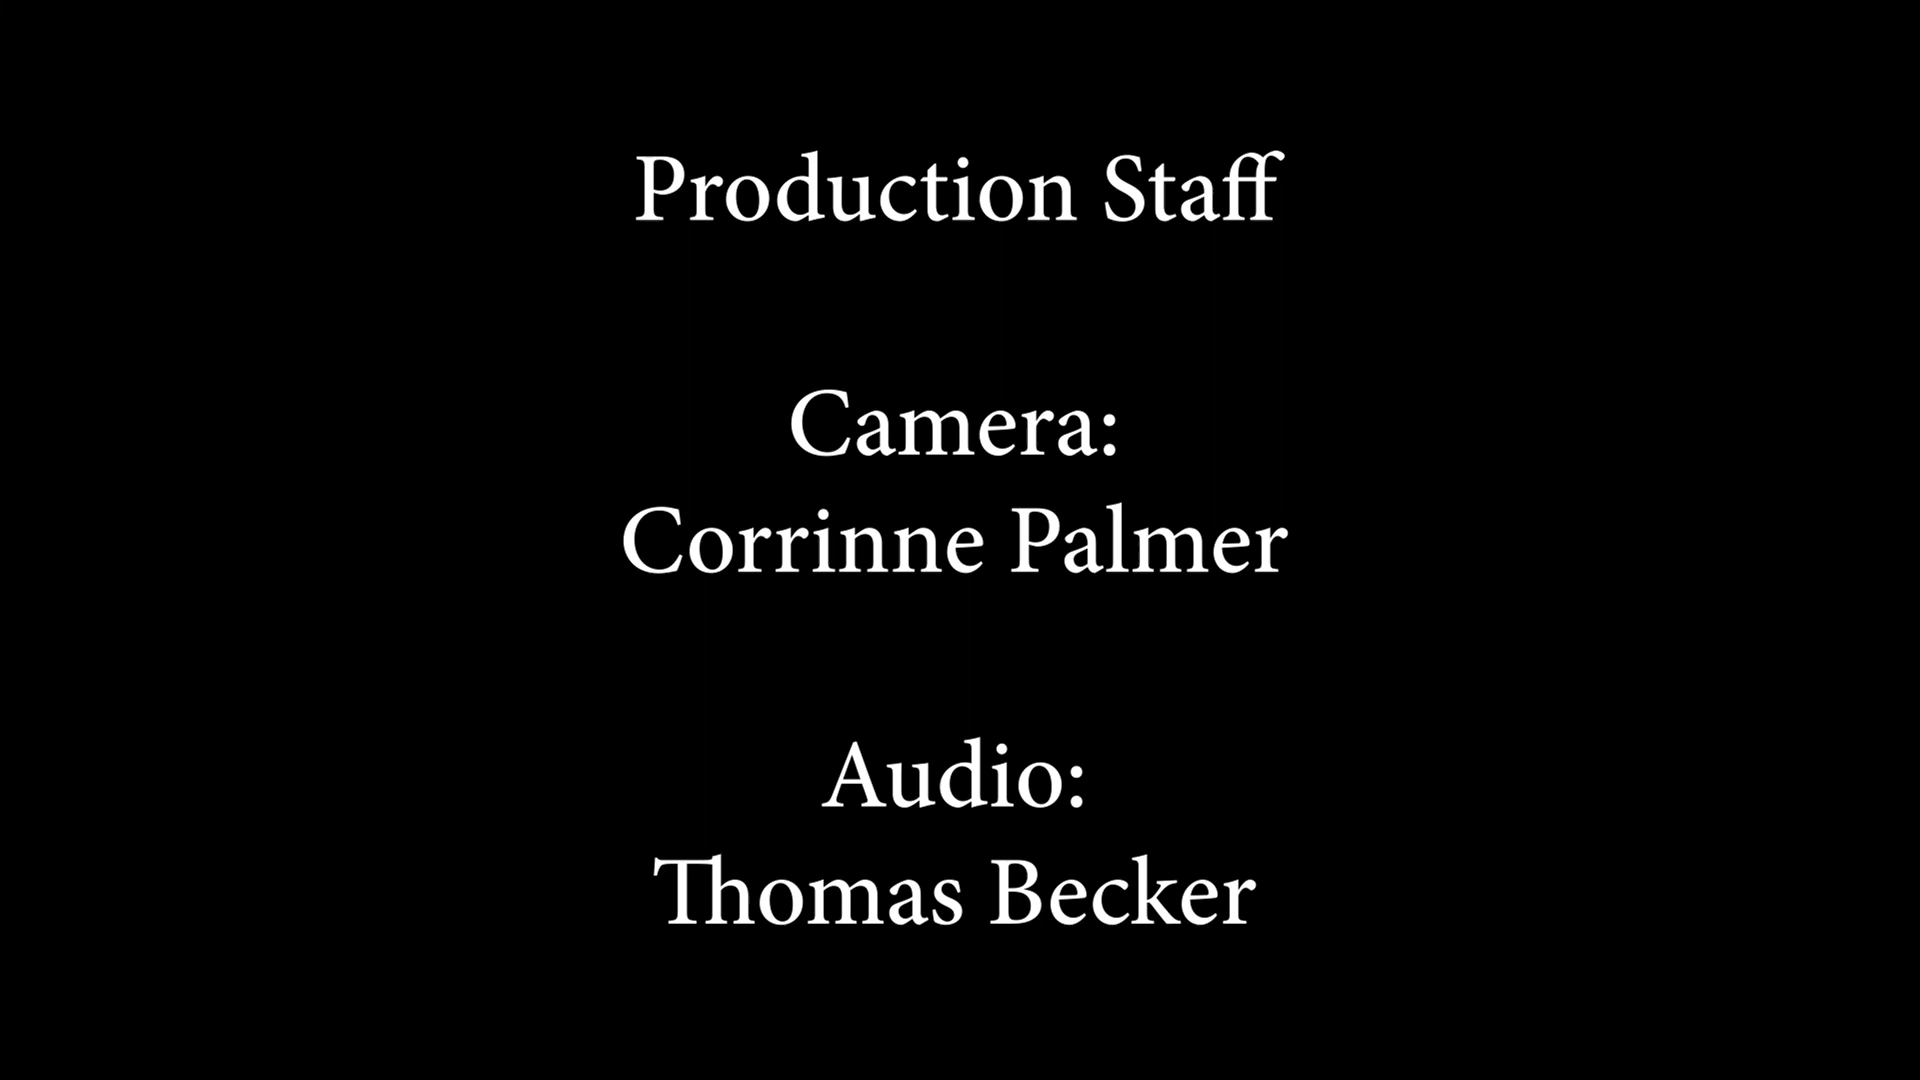 Production Staff
Camera:
Corrinne Palmer
Audio:
Thomas Becker